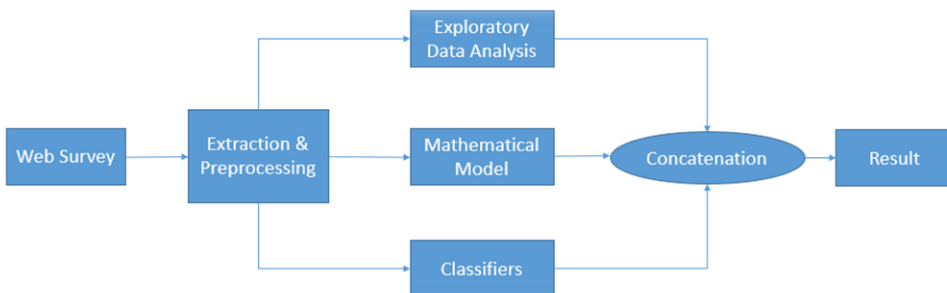 Exploratory
Data Analysis
Web Survey
Extraction &
Preprocessing
Mathematical
Model
Concatenation
Result
Classifiers